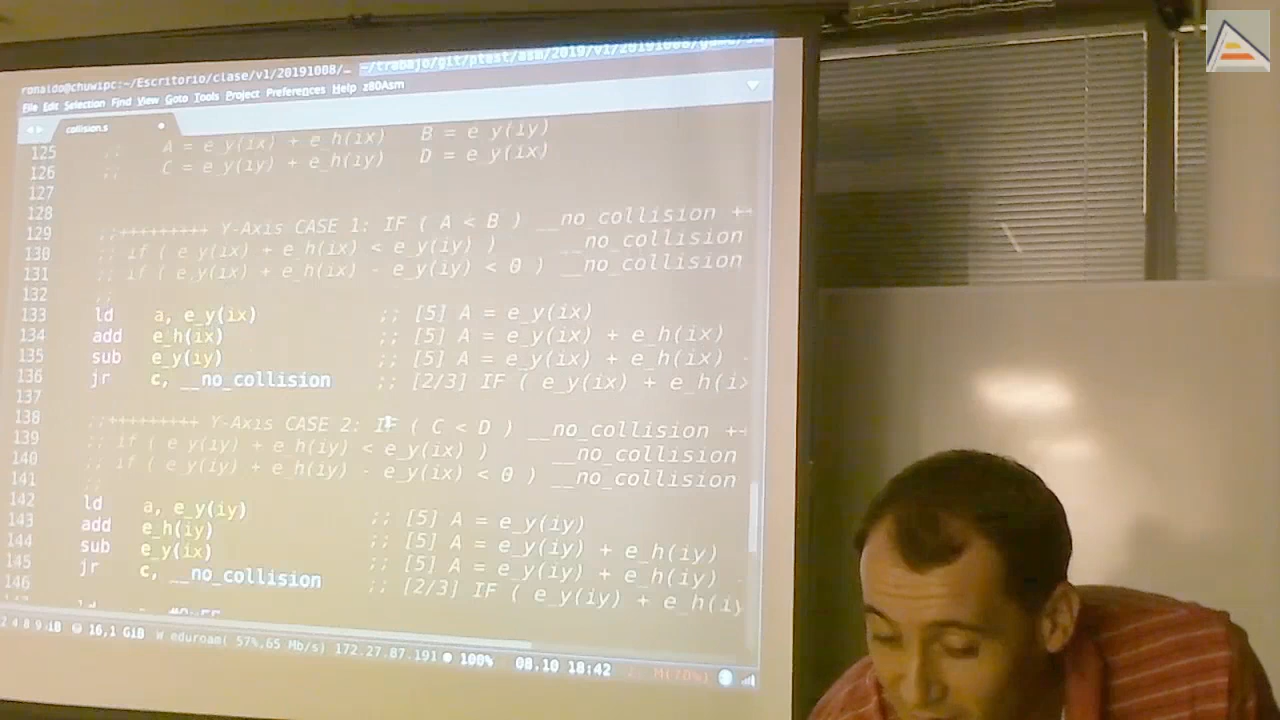 ronaldo@chuwipc:~/Escritorio/clase/v1/20191008/… ~/trabajo/git/ptest/asm/2019/v1/20191008/game/s
File Edit Selection Find View Goto Tools Project Preferences Help z80Asm
collision.s
125 ;; A = e_y(ix) + e_h(ix) B = e_y(iy)
126 ;; C = e_y(iy) + e_h(iy) D = e_y(ix)
127
128
129 ;;+++++++++ Y-Axis CASE 1: IF ( A < B ) __no_collision ++
130 ;; if ( e_y(ix) + e_h(ix) < e_y(iy) ) __no_collision
131 ;; if ( e_y(ix) + e_h(ix) - e_y(iy) < 0 ) __no_collision
132 ;;
133 ld a, e_y(ix) ;; [5] A = e_y(ix)
134 add e_h(ix) ;; [5] A = e_y(ix) + e_h(ix)
135 sub e_y(iy) ;; [5] A = e_y(ix) + e_h(ix) -
136 jr c, __no_collision ;; [2/3] IF ( e_y(ix) + e_h(i
137
138 ;;+++++++++ Y-Axis CASE 2: IF ( C < D ) __no_collision ++
139 ;; if ( e_y(iy) + e_h(iy) < e_y(ix) ) __no_collision
140 ;; if ( e_y(iy) + e_h(iy) - e_y(ix) < 0 ) __no_collision
141 ;;
142 ld a, e_y(iy) ;; [5] A = e_y(iy)
143 add e_h(iy) ;; [5] A = e_y(iy) + e_h(iy)
144 sub e_y(ix) ;; [5] A = e_y(iy) + e_h(iy) -
145 jr c, __no_collision ;; [2/3] IF ( e_y(iy) + e_h(iy
146
2 4 8 9 iB 16,1 GiB W eduroam( 57%,65 Mb/s) 172.27.87.191 100% 08.10 18:42